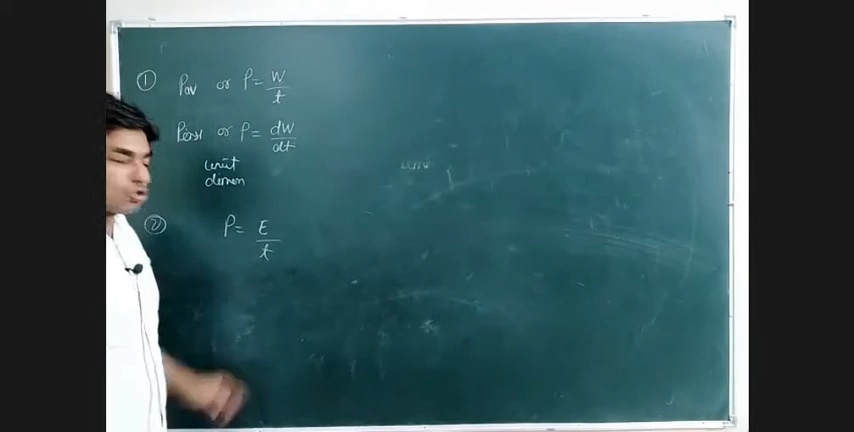 ① Pav or P = W/t
Pinst or P = dW/dt
unit
dimen
② P = E/t